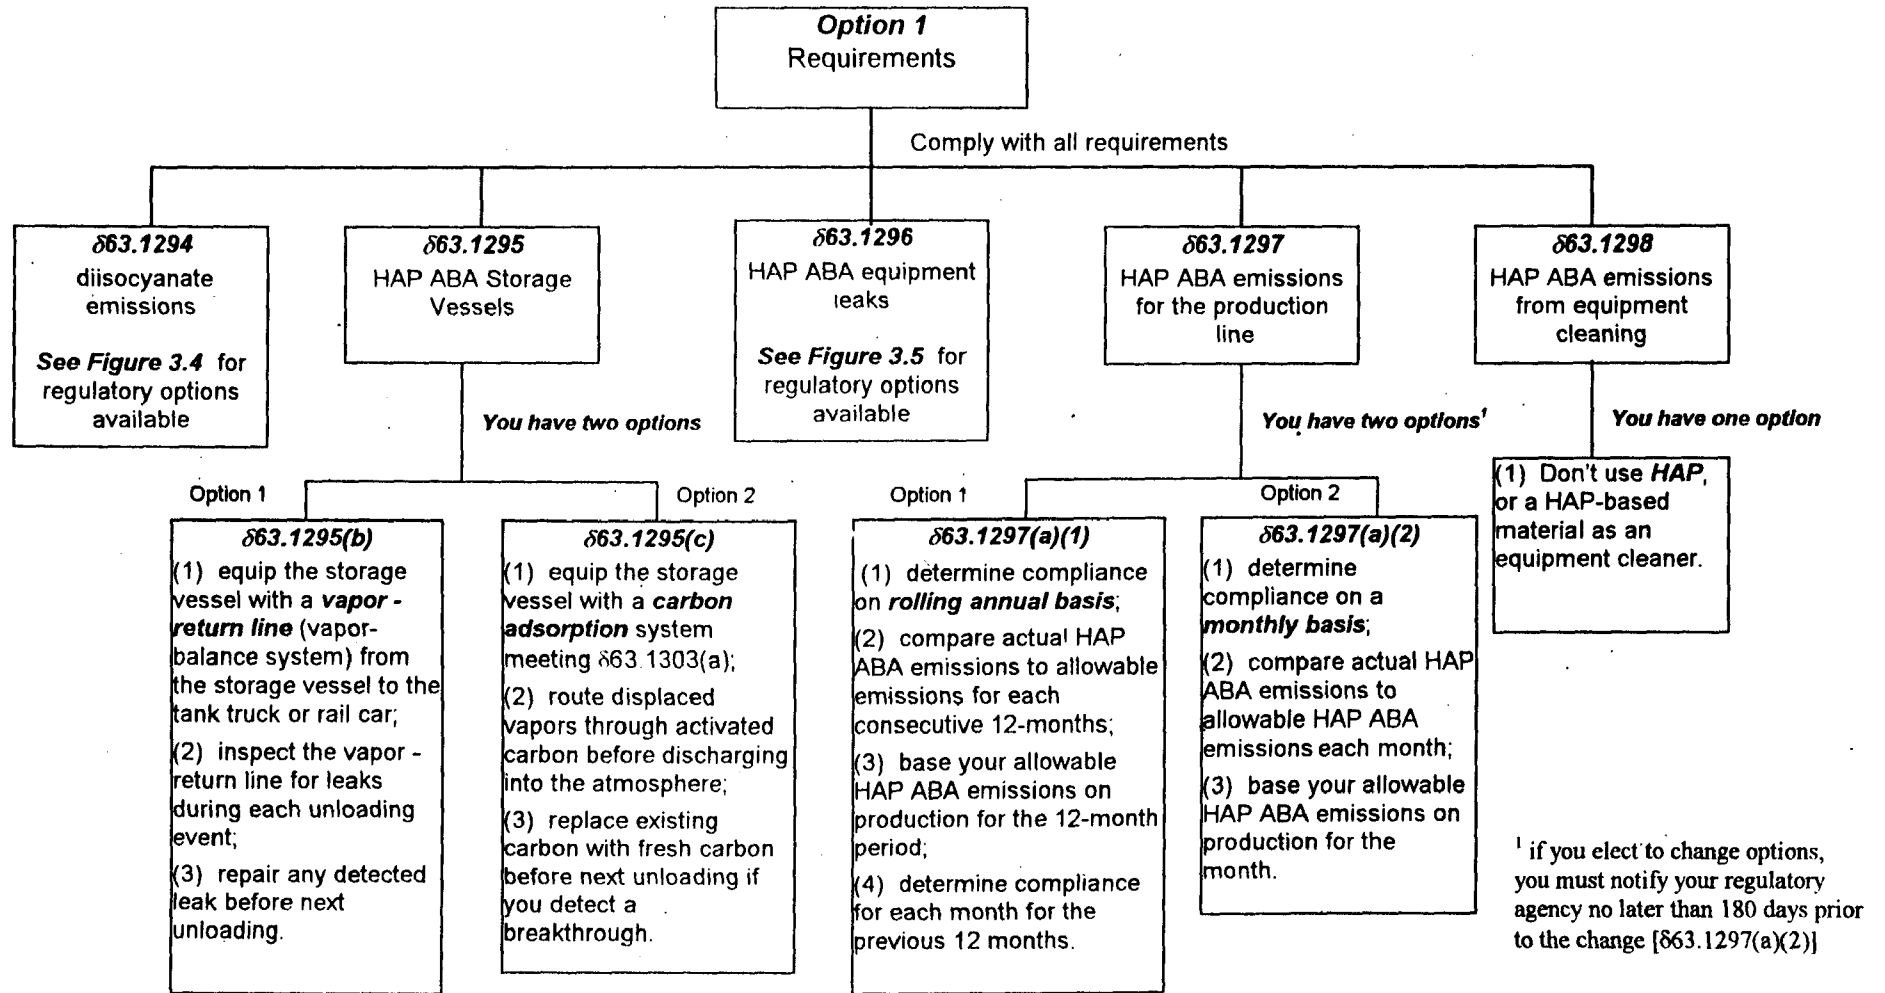 Option 1
Requirements
Comply with all requirements
δ63.1294
diisocyanate
emissions
See Figure 3.4 for
regulatory options
available
δ63.1295
HAP ABA Storage
Vessels
δ63.1296
HAP ABA equipment
leaks
See Figure 3.5 for
regulatory options
available
δ63.1297
HAP ABA emissions
for the production
line
δ63.1298
HAP ABA emissions
from equipment
cleaning
You have two options
You have two options¹
You have one option
Option 1
δ63.1295(b)
(1) equip the storage
vessel with a vapor -
return line (vapor-
balance system) from
the storage vessel to the
tank truck or rail car;
(2) inspect the vapor -
return line for leaks
during each unloading
event;
(3) repair any detected
leak before next
unloading.
Option 2
δ63.1295(c)
(1) equip the storage
vessel with a carbon
adsorption system
meeting δ63.1303(a);
(2) route displaced
vapors through activated
carbon before discharging
into the atmosphere;
(3) replace existing
carbon with fresh carbon
before next unloading if
you detect a
breakthrough.
Option 1
δ63.1297(a)(1)
(1) determine compliance
on rolling annual basis;
(2) compare actual HAP
ABA emissions to allowable
emissions for each
consecutive 12-months;
(3) base your allowable
HAP ABA emissions on
production for the 12-month
period;
(4) determine compliance
for each month for the
previous 12 months.
Option 2
δ63.1297(a)(2)
(1) determine
compliance on a
monthly basis;
(2) compare actual HAP
ABA emissions to
allowable HAP ABA
emissions each month;
(3) base your allowable
HAP ABA emissions on
production for the
month.
(1) Don't use HAP,
or a HAP-based
material as an
equipment cleaner.
¹ if you elect to change options,
you must notify your regulatory
agency no later than 180 days prior
to the change [δ63.1297(a)(2)]